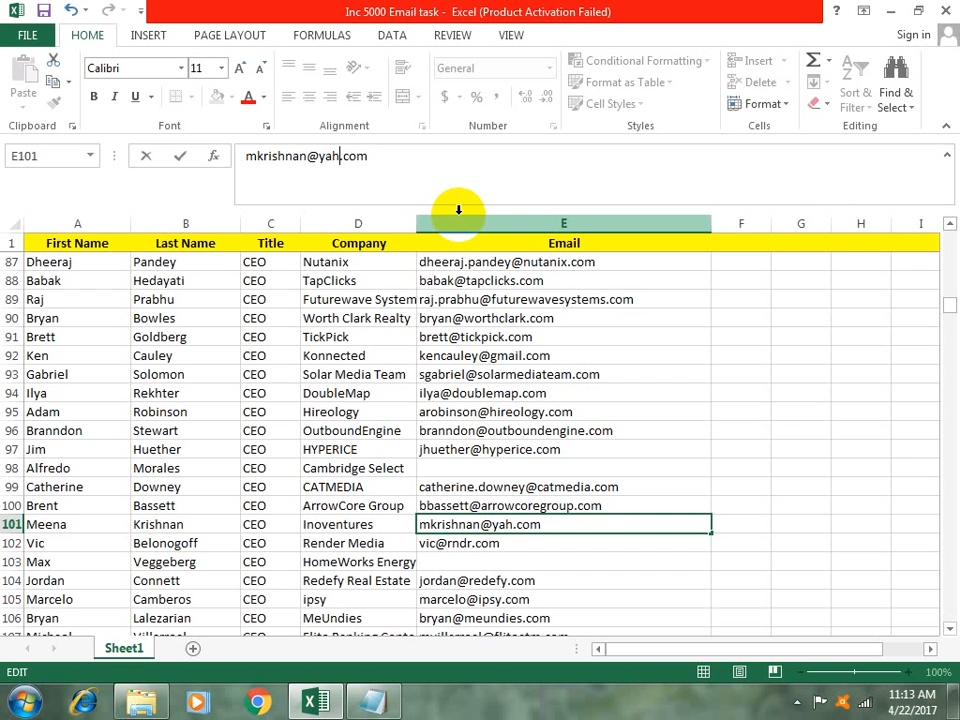 Inc 5000 Email task - Excel (Product Activation Failed)
FILE HOME INSERT PAGE LAYOUT FORMULAS DATA REVIEW VIEW Sign in
Paste
Calibri 11
B I U A
General
$ % ,
Conditional Formatting
Format as Table
Cell Styles
Insert
Delete
Format
Sort & Filter
Find & Select
Clipboard Font Alignment Number Styles Cells Editing
E101 fx mkrishnan@yah.com
A B C D E F G H I
1 First Name Last Name Title Company Email
87 Dheeraj Pandey CEO Nutanix dheeraj.pandey@nutanix.com
88 Babak Hedayati CEO TapClicks babak@tapclicks.com
89 Raj Prabhu CEO Futurewave System raj.prabhu@futurewavesystems.com
90 Bryan Bowles CEO Worth Clark Realty bryan@worthclark.com
91 Brett Goldberg CEO TickPick brett@tickpick.com
92 Ken Cauley CEO Konnected kencauley@gmail.com
93 Gabriel Solomon CEO Solar Media Team sgabriel@solarmediateam.com
94 Ilya Rekhter CEO DoubleMap ilya@doublemap.com
95 Adam Robinson CEO Hireology arobinson@hireology.com
96 Branndon Stewart CEO OutboundEngine branndon@outboundengine.com
97 Jim Huether CEO HYPERICE jhuether@hyperice.com
98 Alfredo Morales CEO Cambridge Select
99 Catherine Downey CEO CATMEDIA catherine.downey@catmedia.com
100 Brent Bassett CEO ArrowCore Group bbassett@arrowcoregroup.com
101 Meena Krishnan CEO Inoventures mkrishnan@yah.com
102 Vic Belonogoff CEO Render Media vic@rndr.com
103 Max Veggeberg CEO HomeWorks Energy
104 Jordan Connett CEO Redefy Real Estate jordan@redefy.com
105 Marcelo Camberos CEO ipsy marcelo@ipsy.com
106 Bryan Lalezarian CEO MeUndies bryan@meundies.com
Sheet1
EDIT 100%
11:13 AM
4/22/2017